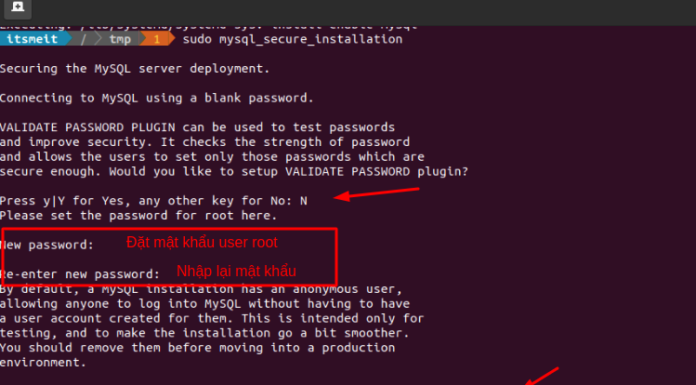 itsmeit / tmp 1 sudo mysql_secure_installation
Securing the MySQL server deployment.
Connecting to MySQL using a blank password.
VALIDATE PASSWORD PLUGIN can be used to test passwords
and improve security. It checks the strength of password
and allows the users to set only those passwords which are
secure enough. Would you like to setup VALIDATE PASSWORD plugin?
Press y|Y for Yes, any other key for No: N
Please set the password for root here.
New password: Đặt mật khẩu user root
Re-enter new password: Nhập lại mật khẩu
By default, a MySQL installation has an anonymous user,
allowing anyone to log into MySQL without having to have
a user account created for them. This is intended only for
testing, and to make the installation go a bit smoother.
You should remove them before moving into a production
environment.